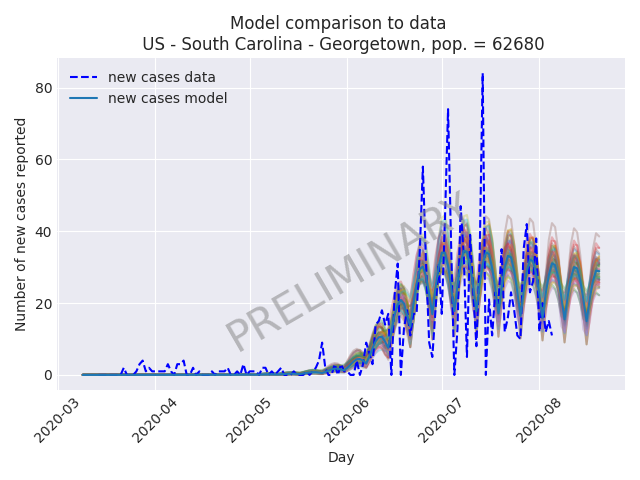 Model comparison to data
US - South Carolina - Georgetown, pop. = 62680
new cases data
new cases model
Number of new cases reported
80
60
40
20
0
PRELIMINARY
2020-03
2020-04
2020-05
2020-06
2020-07
2020-08
Day